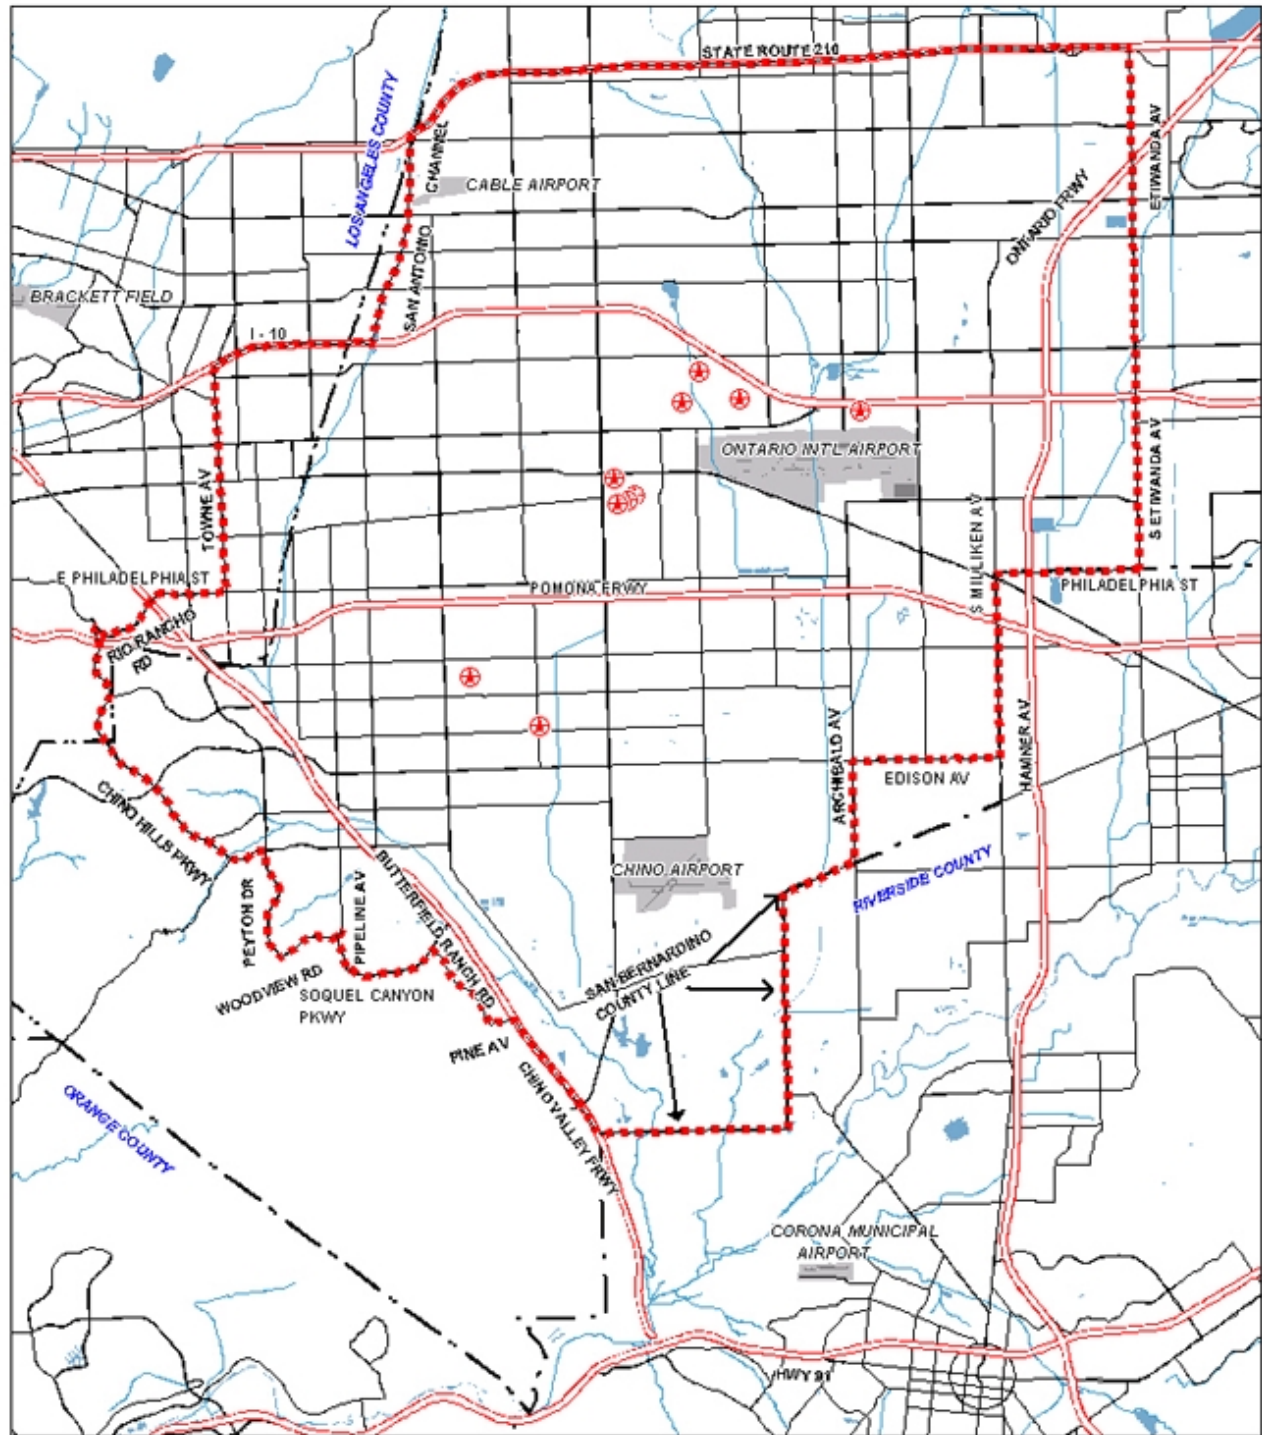 STATE ROUTE 210
LOS ANGELES COUNTY
CHANNEL
SAN ANTONIO
CABLE AIRPORT
ETIWANDA AV
ONTARIO FRWY
BRACKETT FIELD
I - 10
ONTARIO INTL AIRPORT
TOWNE AV
S ETIWANDA AV
S MILLIKEN AV
E PHILADELPHIA ST
POMONA FRWY
PHILADELPHIA ST
RIO RANCHO
RD
ARCHIBALD AV
HAMNER AV
EDISON AV
CHINO HILLS PKWY
BUTTERFIELD RANCH RD
CHINO AIRPORT
RIVERSIDE COUNTY
PEYTON DR
PIPELINE AV
WOODVIEW RD
SOQUEL CANYON
PKWY
SAN BERNARDINO
COUNTY LINE
PINE AV
CHINO VALLEY FRWY
ORANGE COUNTY
CORONA MUNICIPAL
AIRPORT
HWY 91